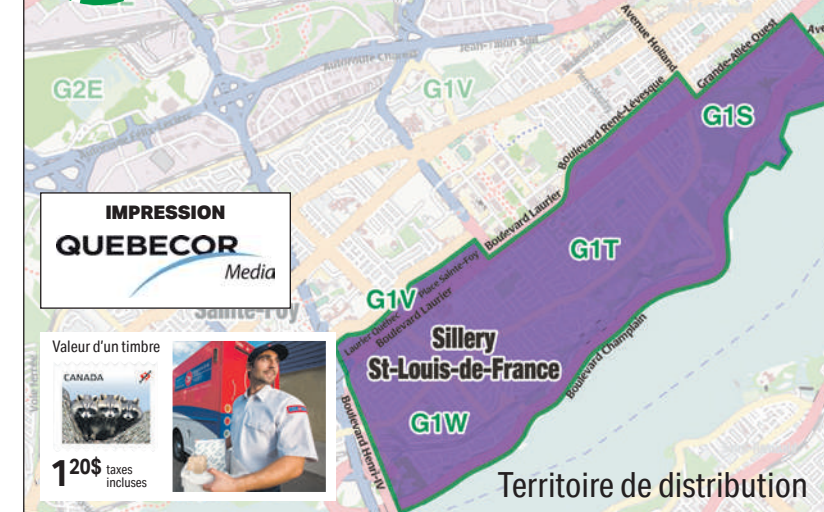 G2E
G1V
Autoroute Charest
Jean-Talon Sud
Avenue Holland
Grande-Allée Ouest
Boulevard René-Lévesque
G1S
IMPRESSION
QUEBECOR
Media
Boulevard Laurier
G1T
Place Sainte-Foy
G1V
Laurier Québec
Boulevard Laurier
Sainte-Foy
Sillery
St-Louis-de-France
Boulevard Champlain
Voie ferrée
Valeur d'un timbre
CANADA
1 20$ taxes
incluses
Boulevard Henri-IV
G1W
Territoire de distribution